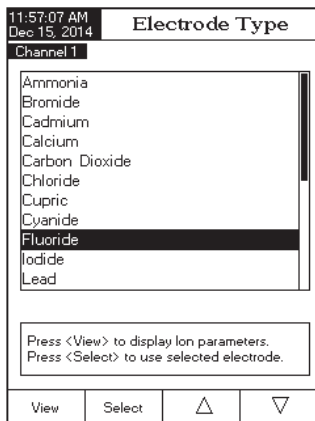 11:57:07 AM
Dec 15, 2014
Electrode Type
Channel 1
Ammonia
Bromide
Cadmium
Calcium
Carbon Dioxide
Chloride
Cupric
Cyanide
Fluoride
Iodide
Lead
Press <View> to display Ion parameters.
Press <Select> to use selected electrode.
View
Select
△
▽